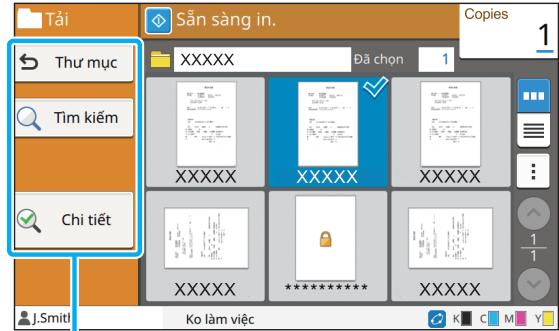 Tải
Sẵn sàng in.
Copies
1
Thư mục
XXXXX
Đã chọn
1
Tìm kiếm
XXXXX
XXXXX
XXXXX
Chi tiết
1
1
XXXXX
**********
XXXXX
J.Smith
Ko làm việc
K
C
M
Y